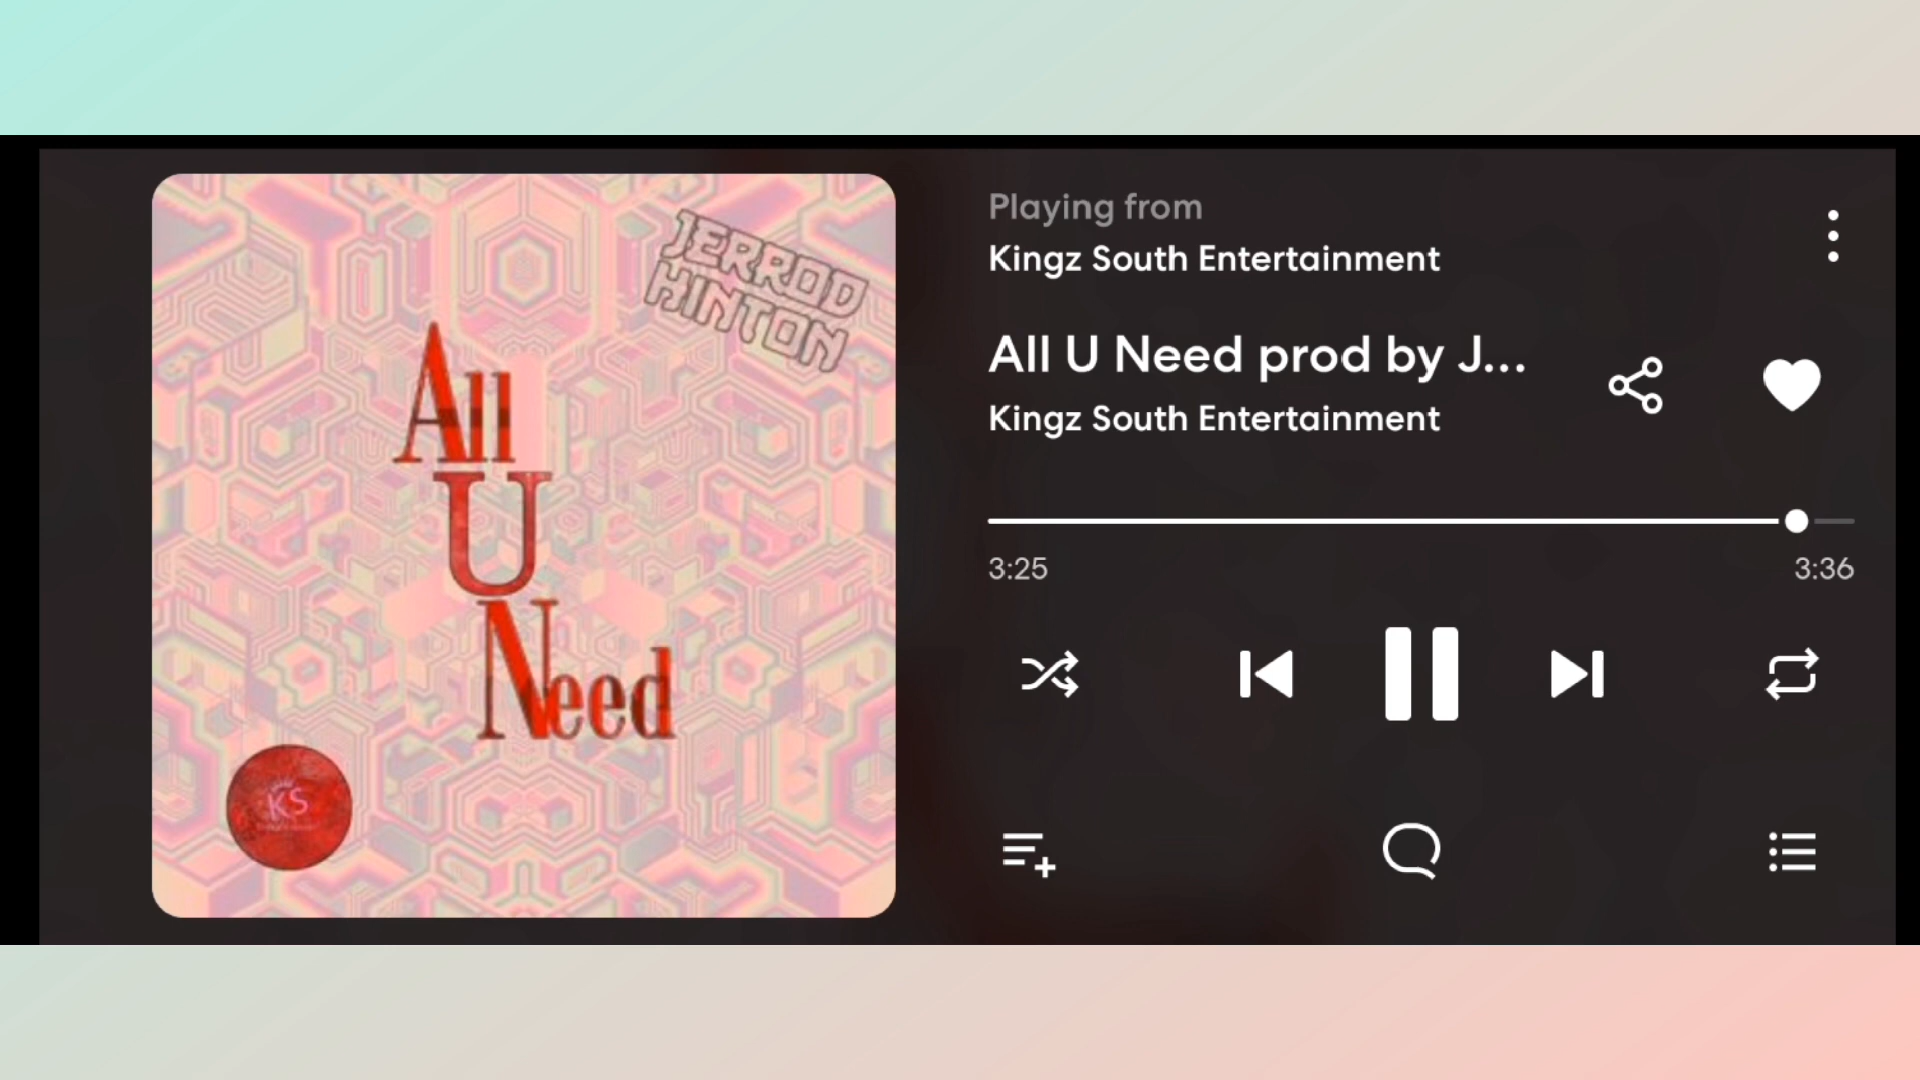 JERROD
HINTON
All
U
Need
KS
Playing from
Kingz South Entertainment
All U Need prod by J...
Kingz South Entertainment
3:25
3:36